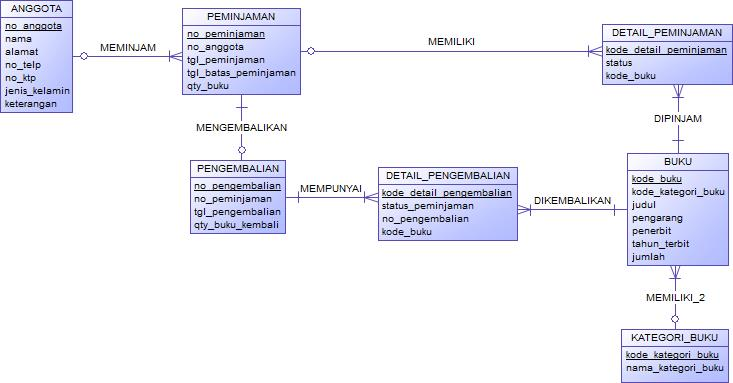 ANGGOTA
no_anggota
nama
alamat
no_telp
no_ktp
jenis_kelamin
keterangan
MEMINJAM
PEMINJAMAN
no_peminjaman
no_anggota
tgl_peminjaman
tgl_batas_peminjaman
qty_buku
MEMILIKI
DETAIL_PEMINJAMAN
kode_detail_peminjaman
status
kode_buku
MENGEMBALIKAN
DIPINJAM
PENGEMBALIAN
no_pengembalian
no_peminjaman
tgl_pengembalian
qty_buku_kembali
MEMPUNYAI
DETAIL_PENGEMBALIAN
kode_detail_pengembalian
status_peminjaman
no_pengembalian
kode_buku
DIKEMBALIKAN
BUKU
kode_buku
kode_kategori_buku
judul
pengarang
penerbit
tahun_terbit
jumlah
MEMILIKI_2
KATEGORI_BUKU
kode_kategori_buku
nama_kategori_buku